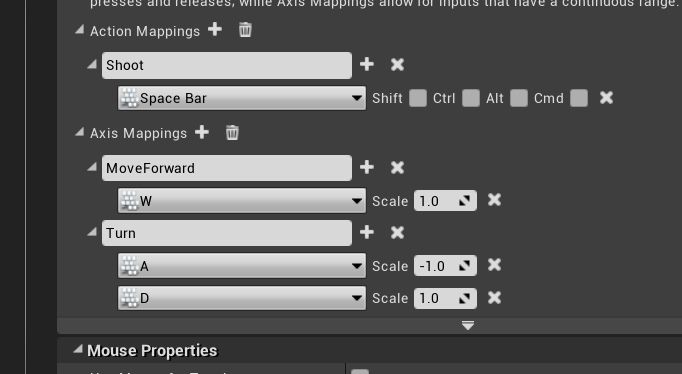 presses and releases, while Axis Mappings allow for inputs that have a continuous range.
Action Mappings
Shoot
Space Bar Shift Ctrl Alt Cmd
Axis Mappings
MoveForward
W Scale 1.0
Turn
A Scale -1.0
D Scale 1.0
Mouse Properties